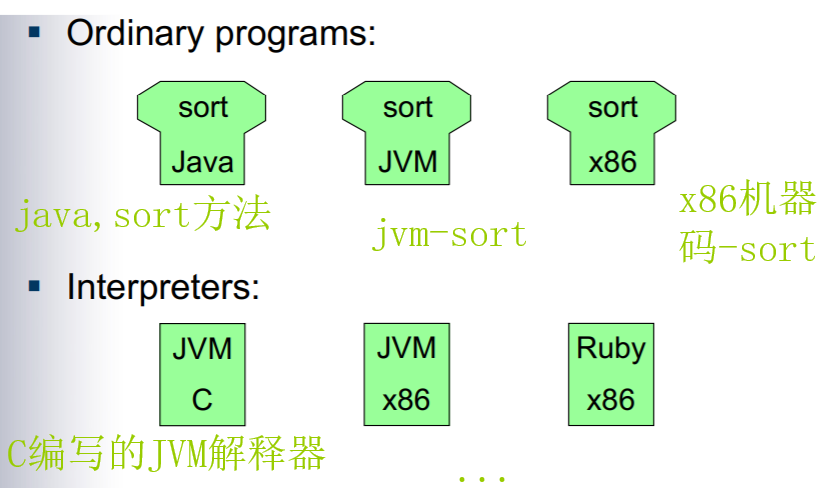 Ordinary programs:
sort sort sort
Java JVM x86
java,sort方法
jvm-sort
x86机器
码-sort
Interpreters:
JVM JVM Ruby
C x86 x86
C编写的JVM解释器
...